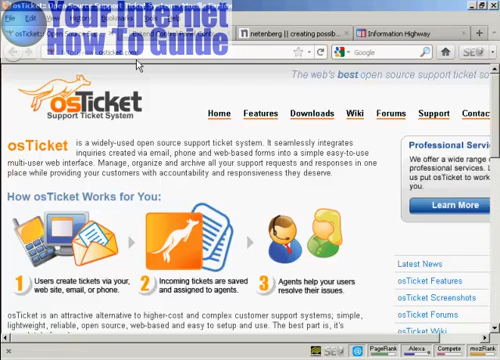 Your Internet
How To Guide
netenberg || creating possib...
Information Highway
Google
The web's best open source support ticket so
osTicket
Support Ticket System
Home Features Downloads Wiki Forums Support Contac
osTicket is a widely-used open source support ticket system. It seamlessly integrates
inquiries created via email, phone and web-based forms into a simple easy-to-use
multi-user web interface. Manage, organize and archive all your support requests and responses in one
place while providing your customers with accountability and responsiveness they deserve.
Professional Servic
We offer a wide range o
professional services. L
us put osTicket to work
you.
Learn More
How osTicket Works for You:
1 Users create tickets via your,
web site, email, or phone.
2 Incoming tickets are saved
and assigned to agents.
3 Agents help your users
resolve their issues.
Latest News
osTicket Features
osTicket Screenshots
osTicket Forums
osTicket Wiki
osTicket is an attractive alternative to higher-cost and complex customer support systems; simple,
lightweight, reliable, open source, web-based and easy to setup and use. The best part is, it's
PageRank Alexa Compete mozRank